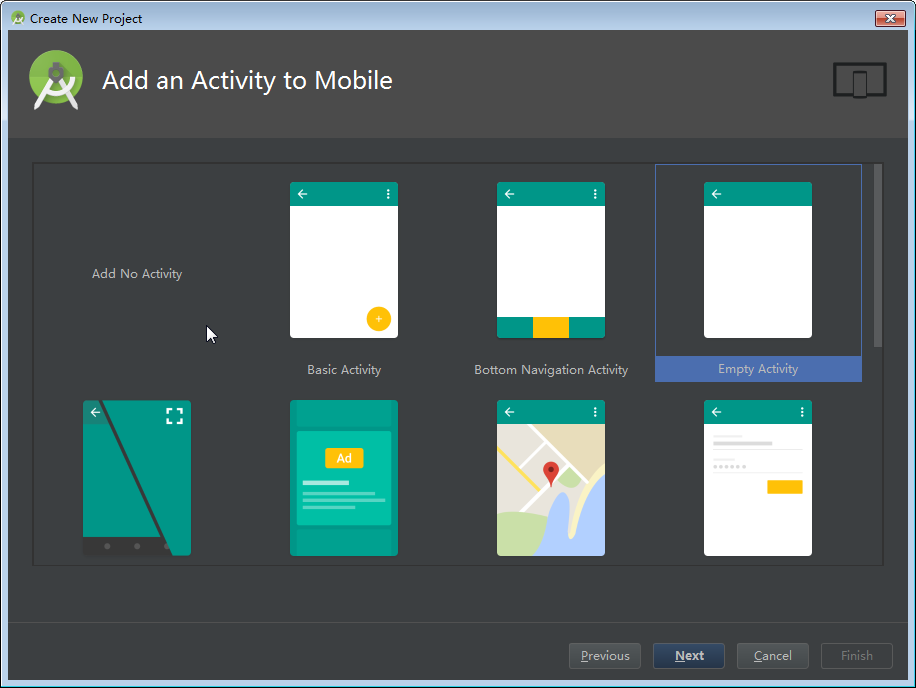 Create New Project
Add an Activity to Mobile
Add No Activity
Basic Activity
Bottom Navigation Activity
Empty Activity
Ad
Previous
Next
Cancel
Finish